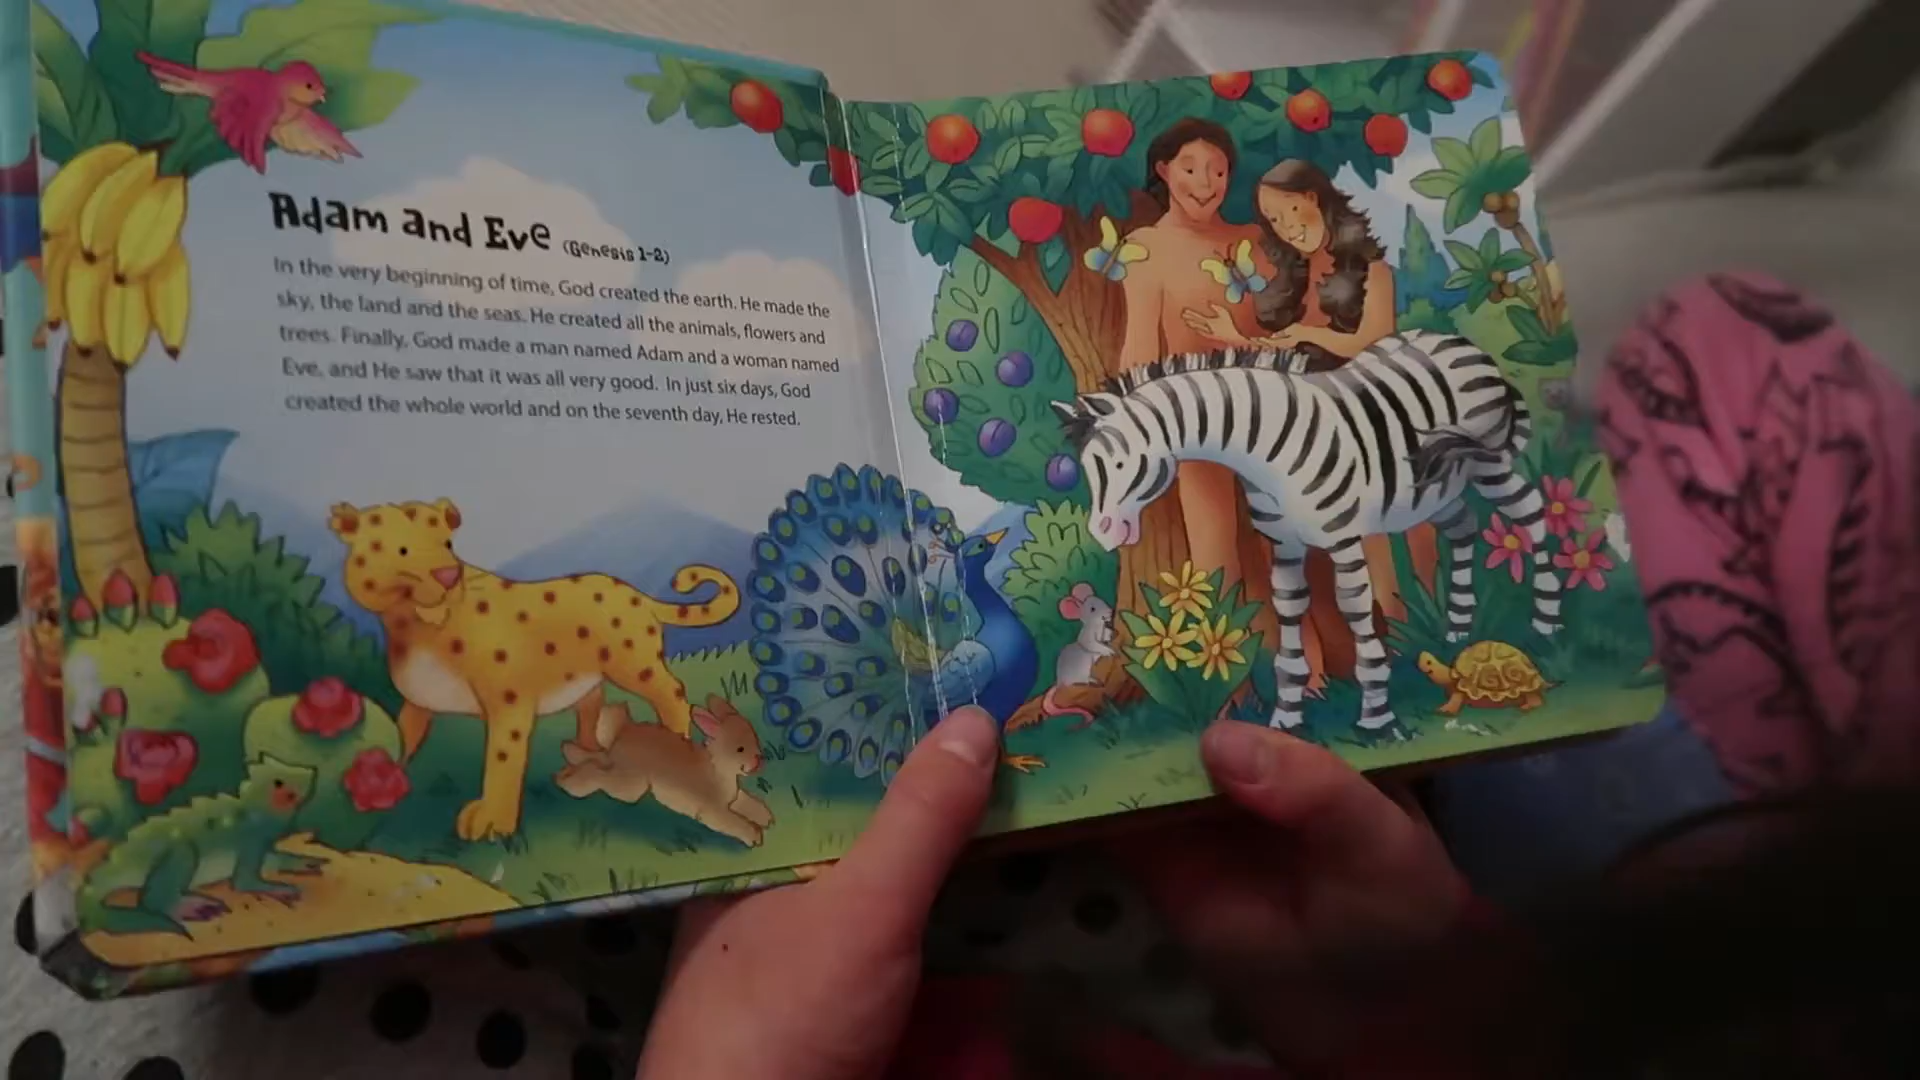 Adam and Eve (Genesis 1-2)
In the very beginning of time, God created the earth. He made the
sky, the land and the seas. He created all the animals, flowers and
trees. Finally, God made a man named Adam and a woman named
Eve, and He saw that it was all very good. In just six days, God
created the whole world and on the seventh day, He rested.